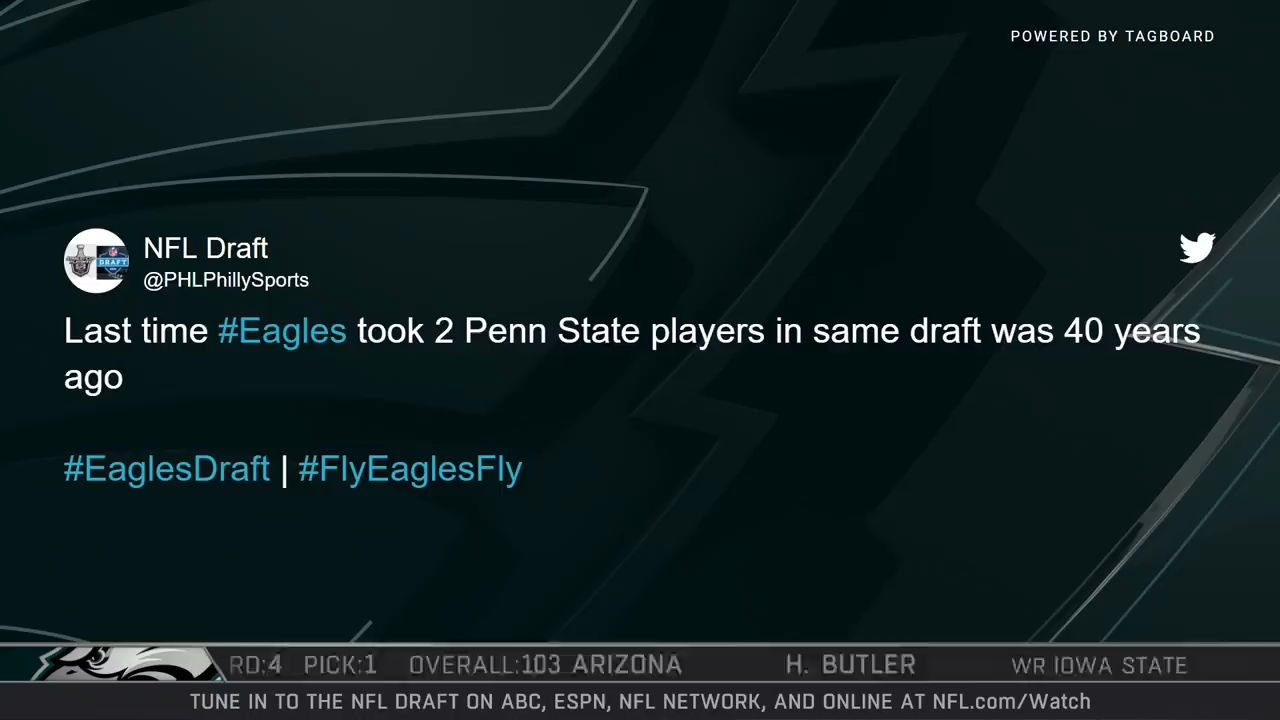 POWERED BY TAGBOARD
NFL Draft
@PHLPhillySports
Last time #Eagles took 2 Penn State players in same draft was 40 years
ago
#EaglesDraft | #FlyEaglesFly
RD:4 PICK:1 OVERALL:103 ARIZONA H. BUTLER WR IOWA STATE
TUNE IN TO THE NFL DRAFT ON ABC, ESPN, NFL NETWORK, AND ONLINE AT NFL.com/Watch